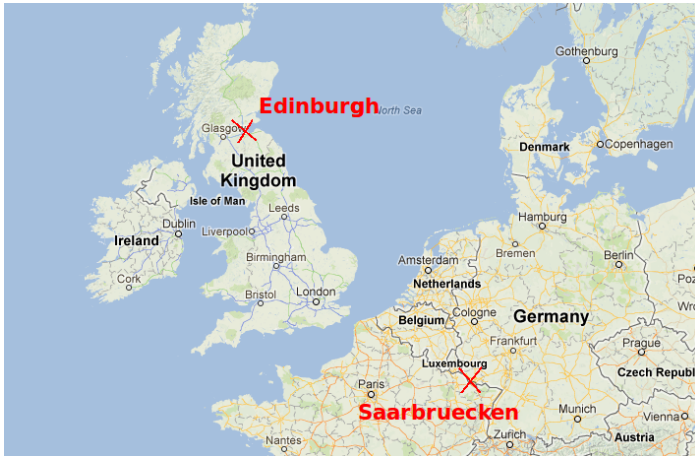 Gothenburg
Edinburgh
North Sea
Glasgow
Denmark
Copenhagen
United
Kingdom
Isle of Man
Leeds
Hamburg
Dublin
Liverpool
Ireland
Bremen
Berlin
Amsterdam
Birmingham
Cork
Netherlands
London
Bristol
Belgium
Cologne
Germany
Frankfurt
Prague
Luxembourg
Czech Republ
Paris
Saarbruecken
Munich
Vienna
Zurich
Austria
Nantes
Poz
Wro